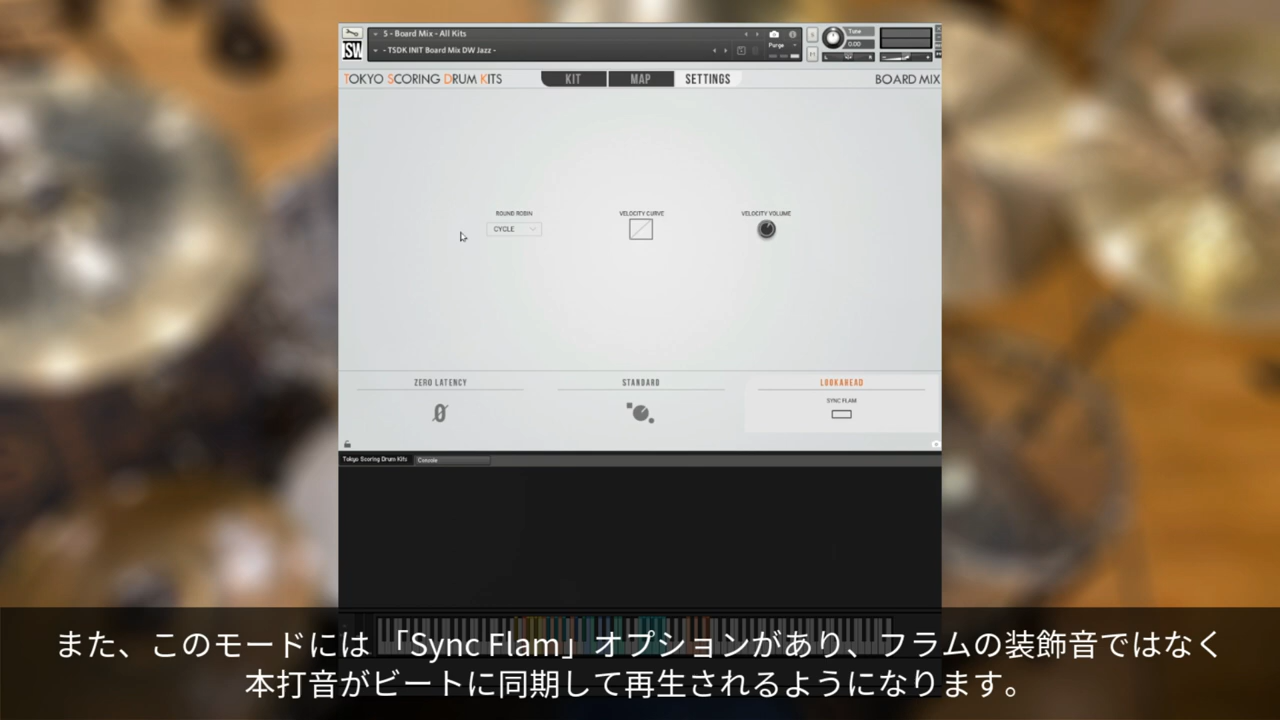 S - Board Mix - All Kits
- TSDK INIT Board Mix DW Jazz -
Purge
Tune
0.00
TOKYO SCORING DRUM KITS
KIT
MAP
SETTINGS
BOARD MIX
ROUND ROBIN
VELOCITY CURVE
VELOCITY VOLUME
CYCLE
ZERO LATENCY
STANDARD
LOOKAHEAD
SYNC FLAM
Tokyo Scoring Drum Kits
Console
また、このモードには「Sync Flam」オプションがあり、フラムの装飾音ではなく
本打音がビートに同期して再生されるようになります。